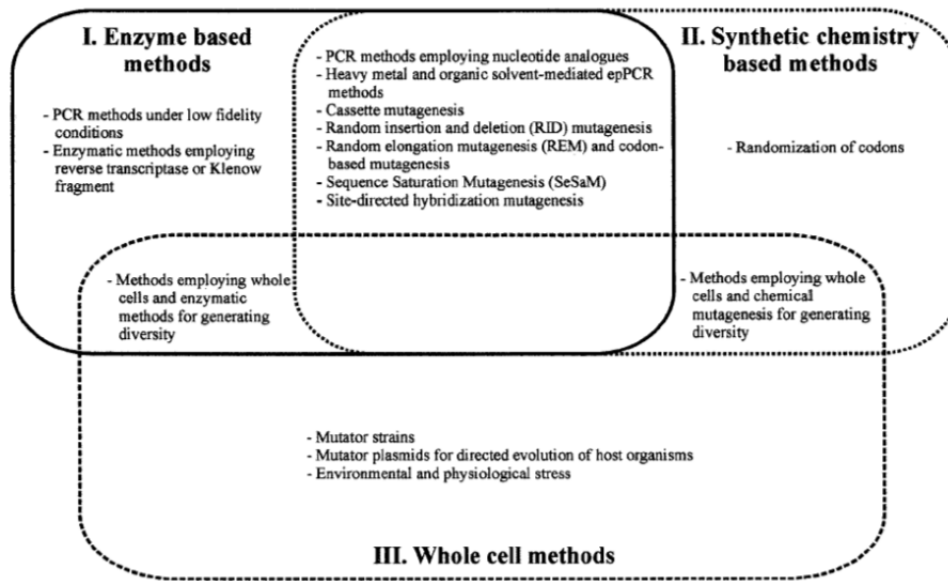 I. Enzyme based
methods
- PCR methods under low fidelity
conditions
- Enzymatic methods employing
reverse transcriptase or Klenow
fragment
- PCR methods employing nucleotide analogues
- Heavy metal and organic solvent-mediated epPCR
methods
- Cassette mutagenesis
- Random insertion and deletion (RID) mutagenesis
- Random elongation mutagenesis (REM) and codon-
based mutagenesis
- Sequence Saturation Mutagenesis (SeSaM)
- Site-directed hybridization mutagenesis
II. Synthetic chemistry
based methods
- Randomization of codons
- Methods employing whole
cells and enzymatic
methods for generating
diversity
- Methods employing whole
cells and chemical
mutagenesis for generating
diversity
- Mutator strains
- Mutator plasmids for directed evolution of host organisms
- Environmental and physiological stress
III. Whole cell methods